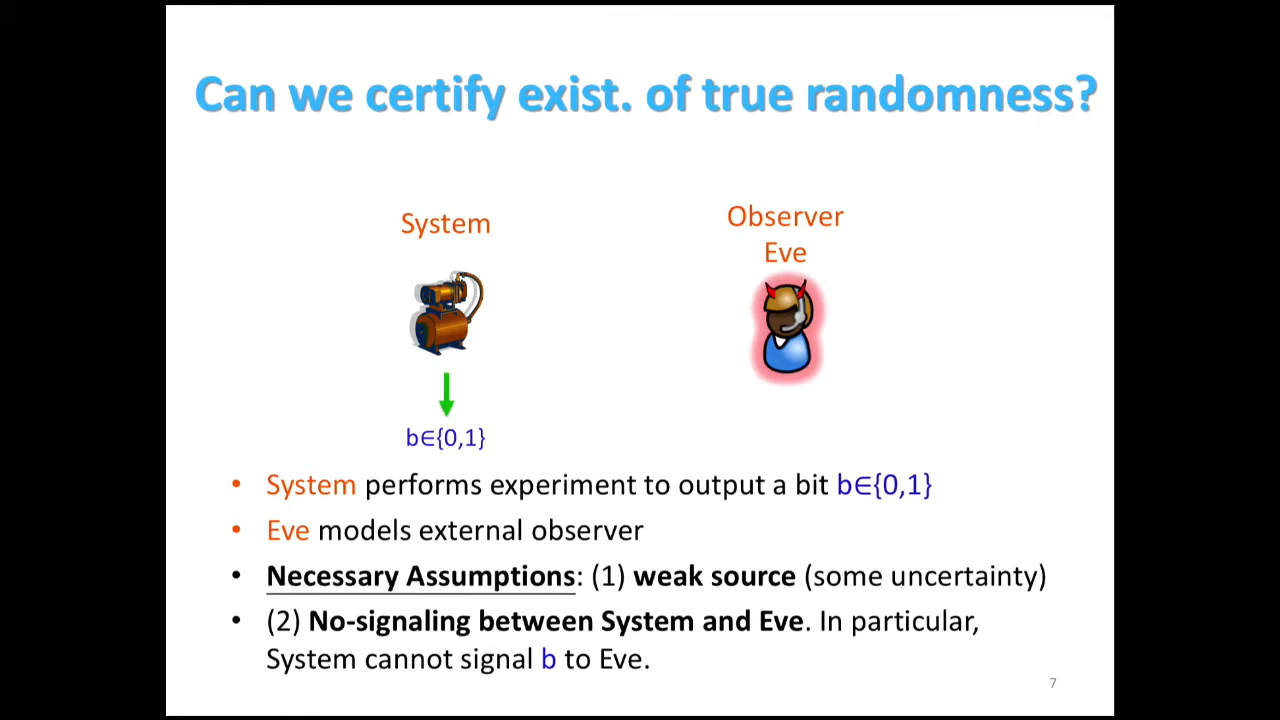 Can we certify exist. of true randomness?
System
Observer
Eve
b∈{0,1}
• System performs experiment to output a bit b∈{0,1}
• Eve models external observer
• Necessary Assumptions: (1) weak source (some uncertainty)
• (2) No-signaling between System and Eve. In particular,
System cannot signal b to Eve.
7